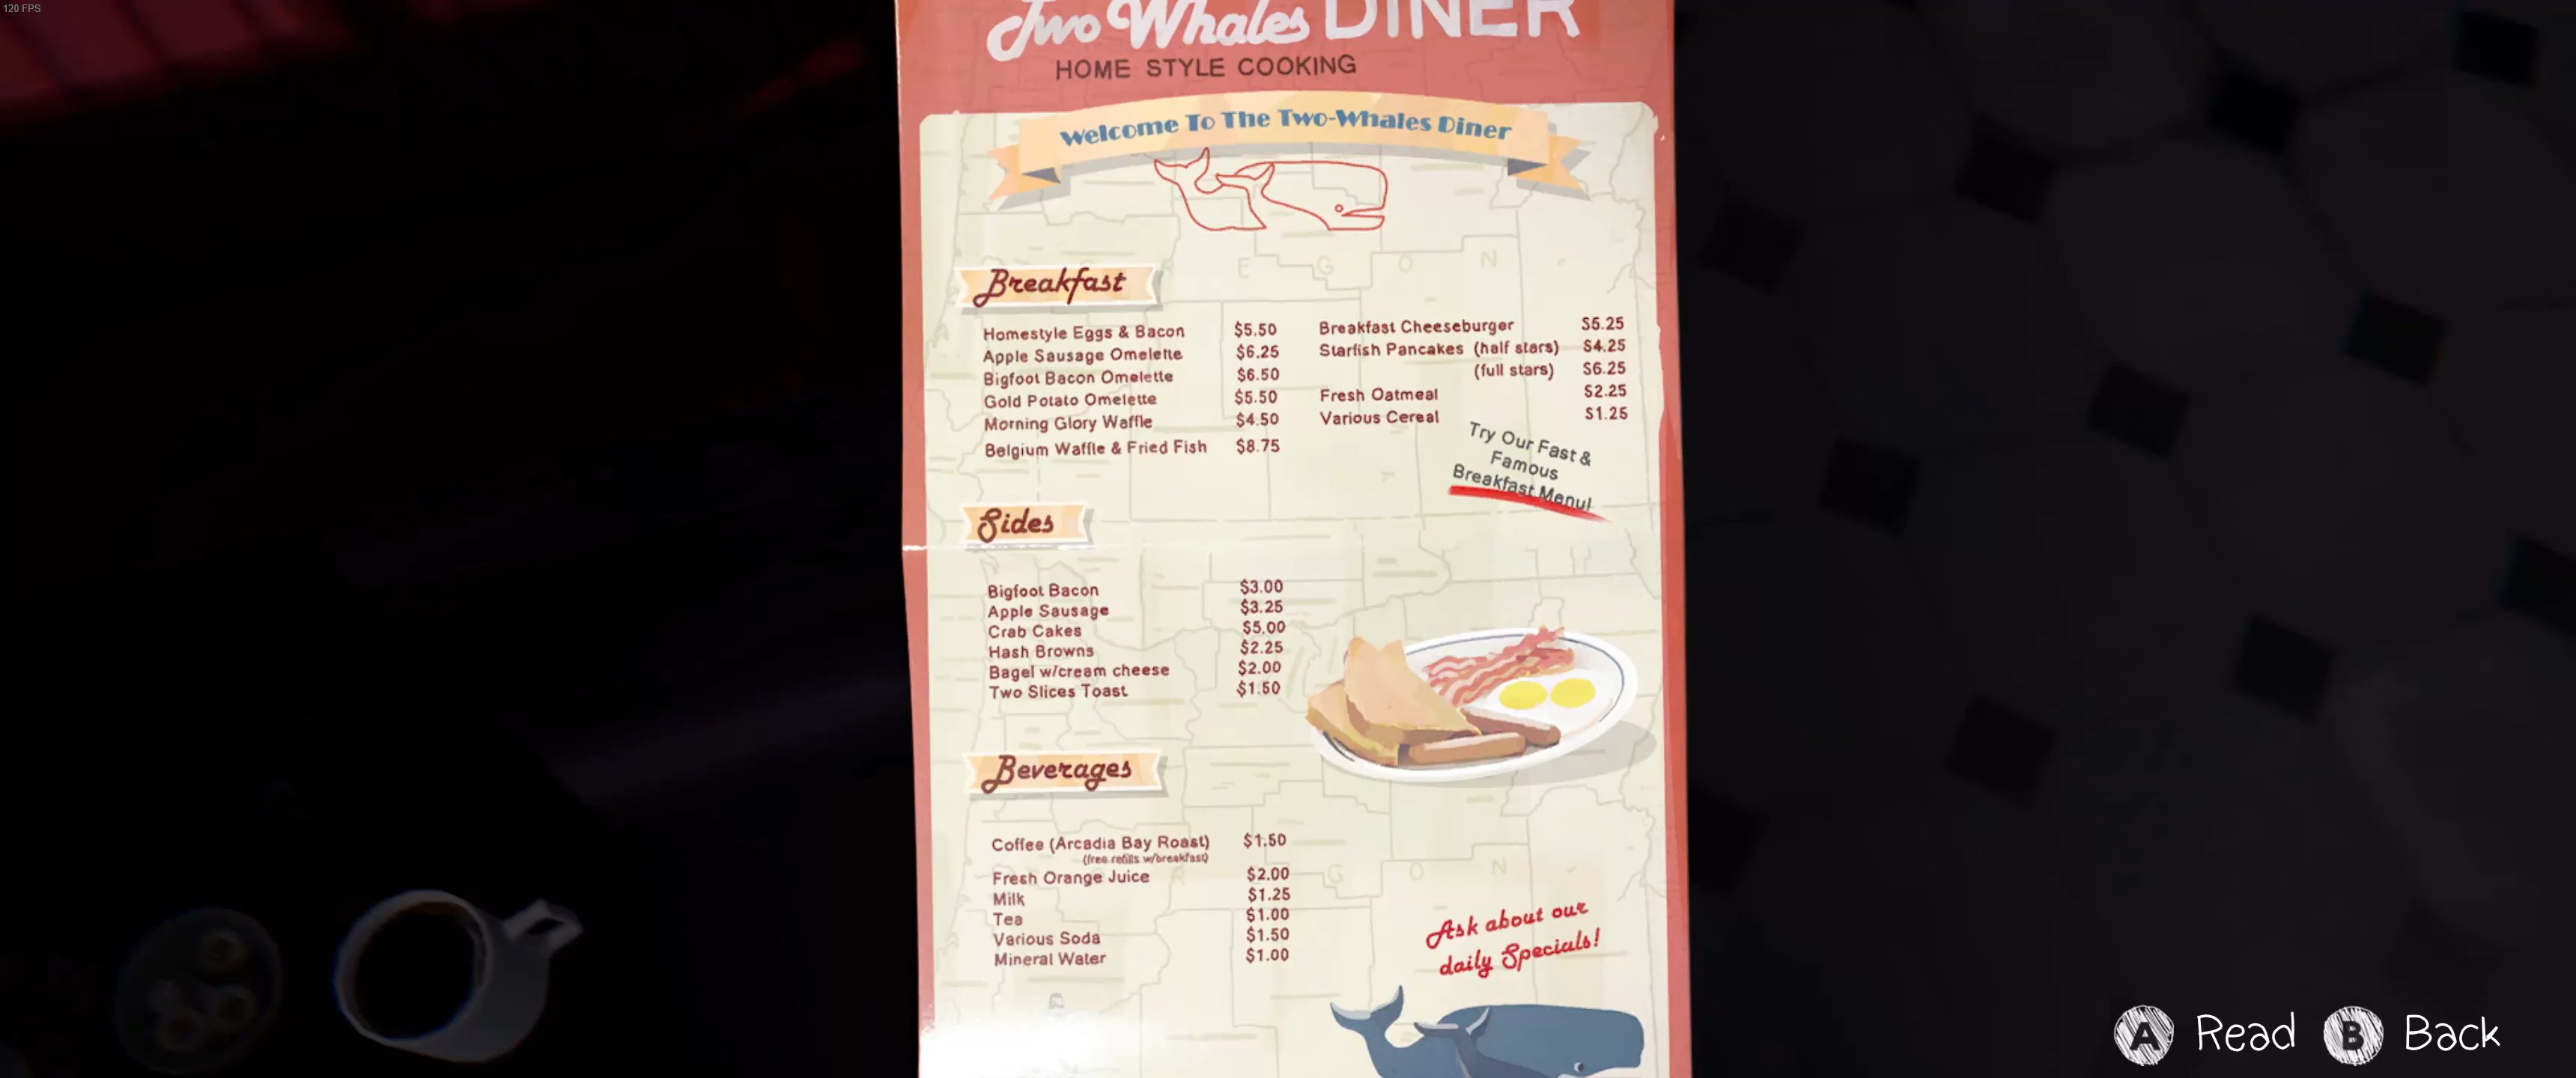 120 FPS
Two Whales DINER
HOME STYLE COOKING
Welcome To The Two-Whales Diner
E G O N
Breakfast
Homestyle Eggs & Bacon $5.50
Apple Sausage Omelette $6.25
Bigfoot Bacon Omelette $6.50
Gold Potato Omelette $5.50
Morning Glory Waffle $4.50
Belgium Waffle & Fried Fish $8.75
Breakfast Cheeseburger $5.25
Starfish Pancakes (half stars) $4.25
(full stars) $6.25
Fresh Oatmeal $2.25
Various Cereal $1.25
Try Our Fast &
Famous
Breakfast Menu!
Sides
Bigfoot Bacon $3.00
Apple Sausage $3.25
Crab Cakes $5.00
Hash Browns $2.25
Bagel w/cream cheese $2.00
Two Slices Toast $1.50
Beverages
Coffee (Arcadia Bay Roast) $1.50
(free refills w/breakfast)
Fresh Orange Juice $2.00
Milk $1.25
Tea $1.00
Various Soda $1.50
Mineral Water $1.00
G O N
Ask about our
daily Specials!
A Read B Back